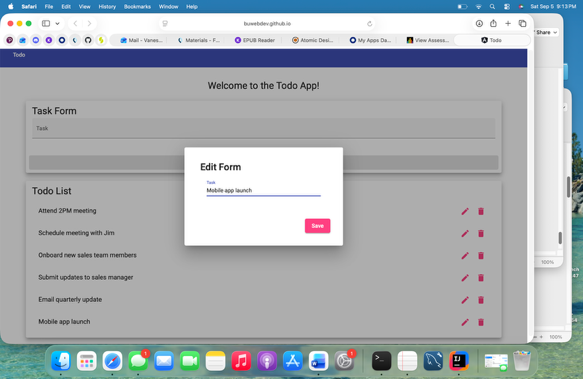 Safari File Edit View History Bookmarks Window Help
Sat Sep 5 9:13 PM
buwebdev.github.io
Share
Mail - Vanes...
Materials - F...
EPUB Reader
Atomic Desi...
My Apps Da...
View Assess...
Todo
Todo
Welcome to the Todo App!
Task Form
Task
Edit Form
Task
Mobile app launch
Save
Todo List
Attend 2PM meeting
Schedule meeting with Jim
Onboard new sales team members
Submit updates to sales manager
Email quarterly update
Mobile app launch
100%
100%